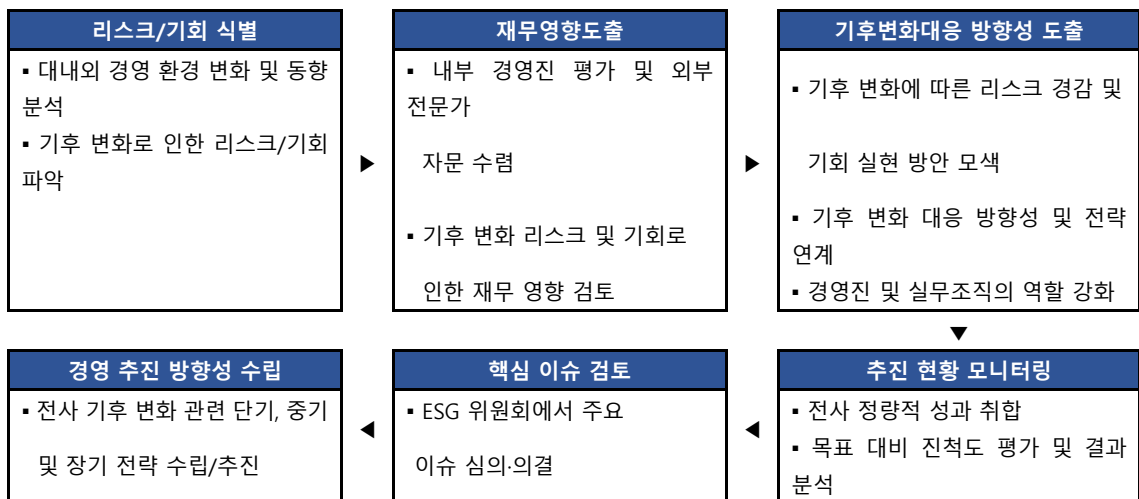 리스크/기회 식별
▪ 대내외 경영 환경 변화 및 동향
분석
▪ 기후 변화로 인한 리스크/기회
파악
▶
재무영향도출
▪ 내부 경영진 평가 및 외부
전문가
자문 수렴
▪ 기후 변화 리스크 및 기회로
인한 재무 영향 검토
▶
기후변화대응 방향성 도출
▪ 기후 변화에 따른 리스크 경감 및
기회 실현 방안 모색
▪ 기후 변화 대응 방향성 및 전략
연계
▪ 경영진 및 실무조직의 역할 강화
▼
경영 추진 방향성 수립
▪ 전사 기후 변화 관련 단기, 중기
및 장기 전략 수립/추진
◀
핵심 이슈 검토
▪ ESG 위원회에서 주요
이슈 심의·의결
◀
추진 현황 모니터링
▪ 전사 정량적 성과 취합
▪ 목표 대비 진척도 평가 및 결과
분석